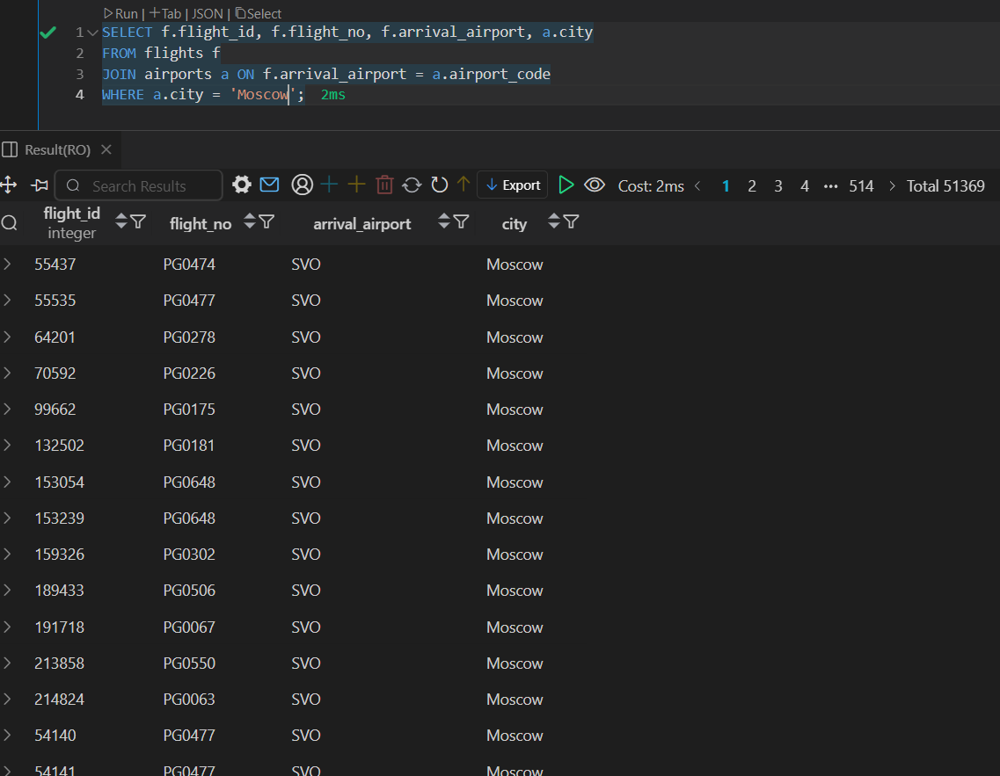 Run | +Tab | JSON | Select
1 SELECT f.flight_id, f.flight_no, f.arrival_airport, a.city
2 FROM flights f
3 JOIN airports a ON f.arrival_airport = a.airport_code
4 WHERE a.city = 'Moscow'; 2ms
Result(RO)
Search Results Export Cost: 2ms 1 2 3 4 ••• 514 Total 51369
flight_id flight_no arrival_airport city
integer
55437 PG0474 SVO Moscow
55535 PG0477 SVO Moscow
64201 PG0278 SVO Moscow
70592 PG0226 SVO Moscow
99662 PG0175 SVO Moscow
132502 PG0181 SVO Moscow
153054 PG0648 SVO Moscow
153239 PG0648 SVO Moscow
159326 PG0302 SVO Moscow
189433 PG0506 SVO Moscow
191718 PG0067 SVO Moscow
213858 PG0550 SVO Moscow
214824 PG0063 SVO Moscow
54140 PG0477 SVO Moscow
54141 PG0477 SVO Moscow